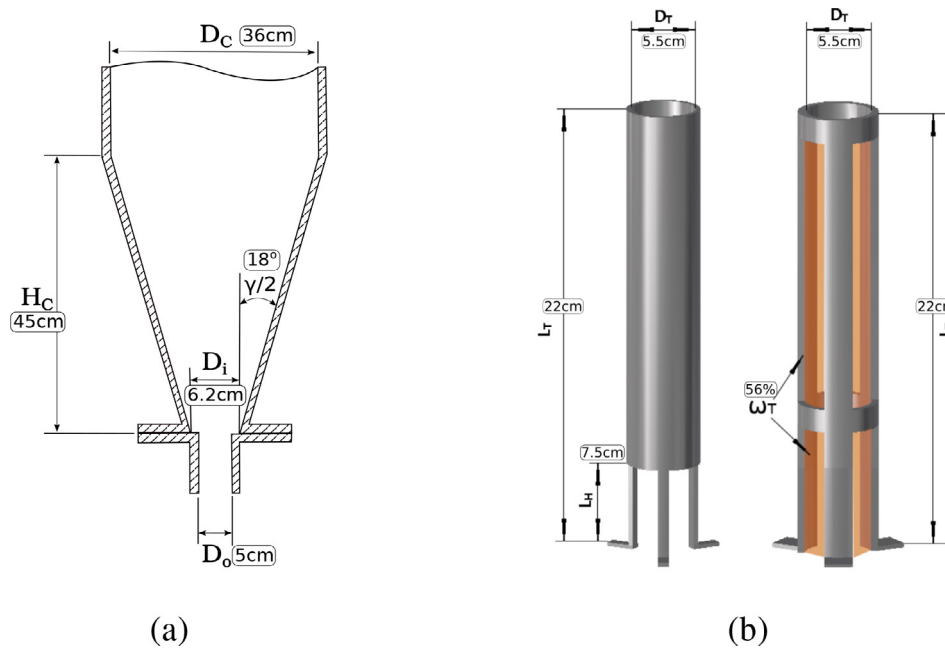 D_C 36cm
18°
γ/2
H_C
45cm
D_i
6.2cm
D_o 5cm
(a)
D_T
5.5cm
D_T
5.5cm
22cm
L_T
22cm
L
56%
ω_T
7.5cm
L_H
(b)